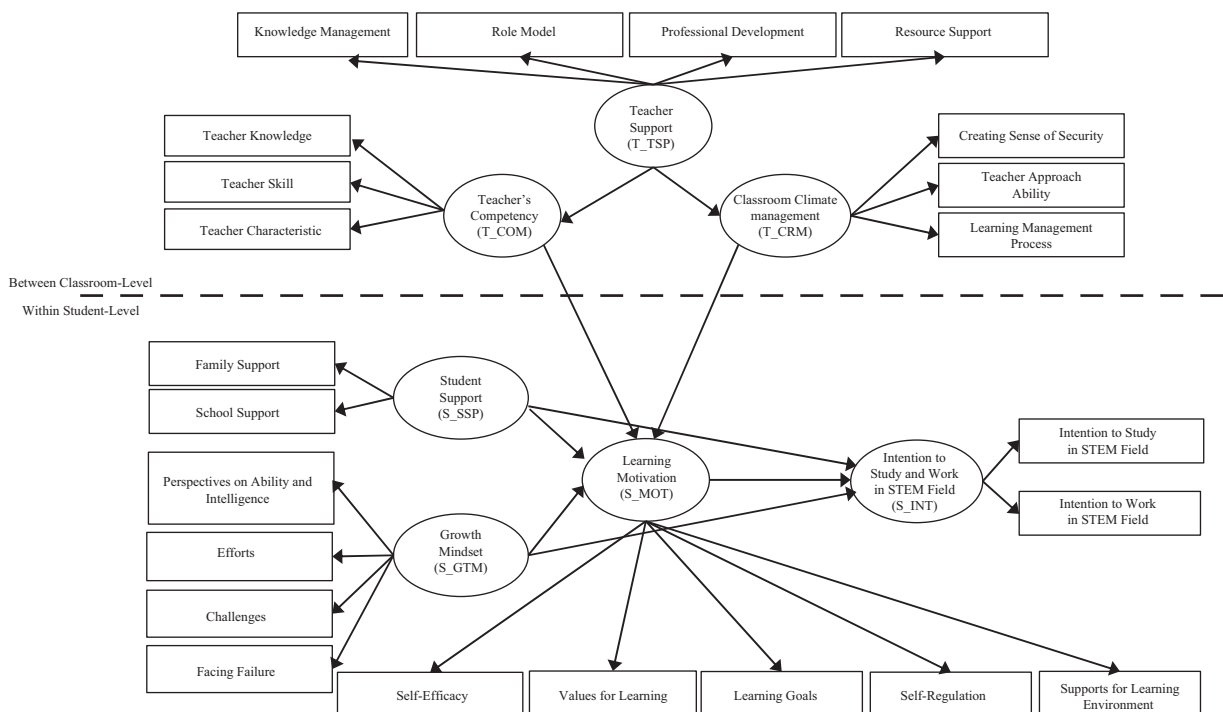 Knowledge Management
Role Model
Professional Development
Resource Support
Teacher
Support
(T_TSP)
Teacher Knowledge
Teacher Skill
Teacher Characteristic
Teacher's
Competency
(T_COM)
Classroom Climate
management
(T_CRM)
Creating Sense of Security
Teacher Approach
Ability
Learning Management
Process
Between Classroom-Level
Within Student-Level
Family Support
School Support
Student
Support
(S_SSP)
Perspectives on Ability and
Intelligence
Efforts
Challenges
Facing Failure
Growth
Mindset
(S_GTM)
Learning
Motivation
(S_MOT)
Intention to
Study and Work
in STEM Field
(S_INT)
Intention to Study
in STEM Field
Intention to Work
in STEM Field
Self-Efficacy
Values for Learning
Learning Goals
Self-Regulation
Supports for Learning
Environment